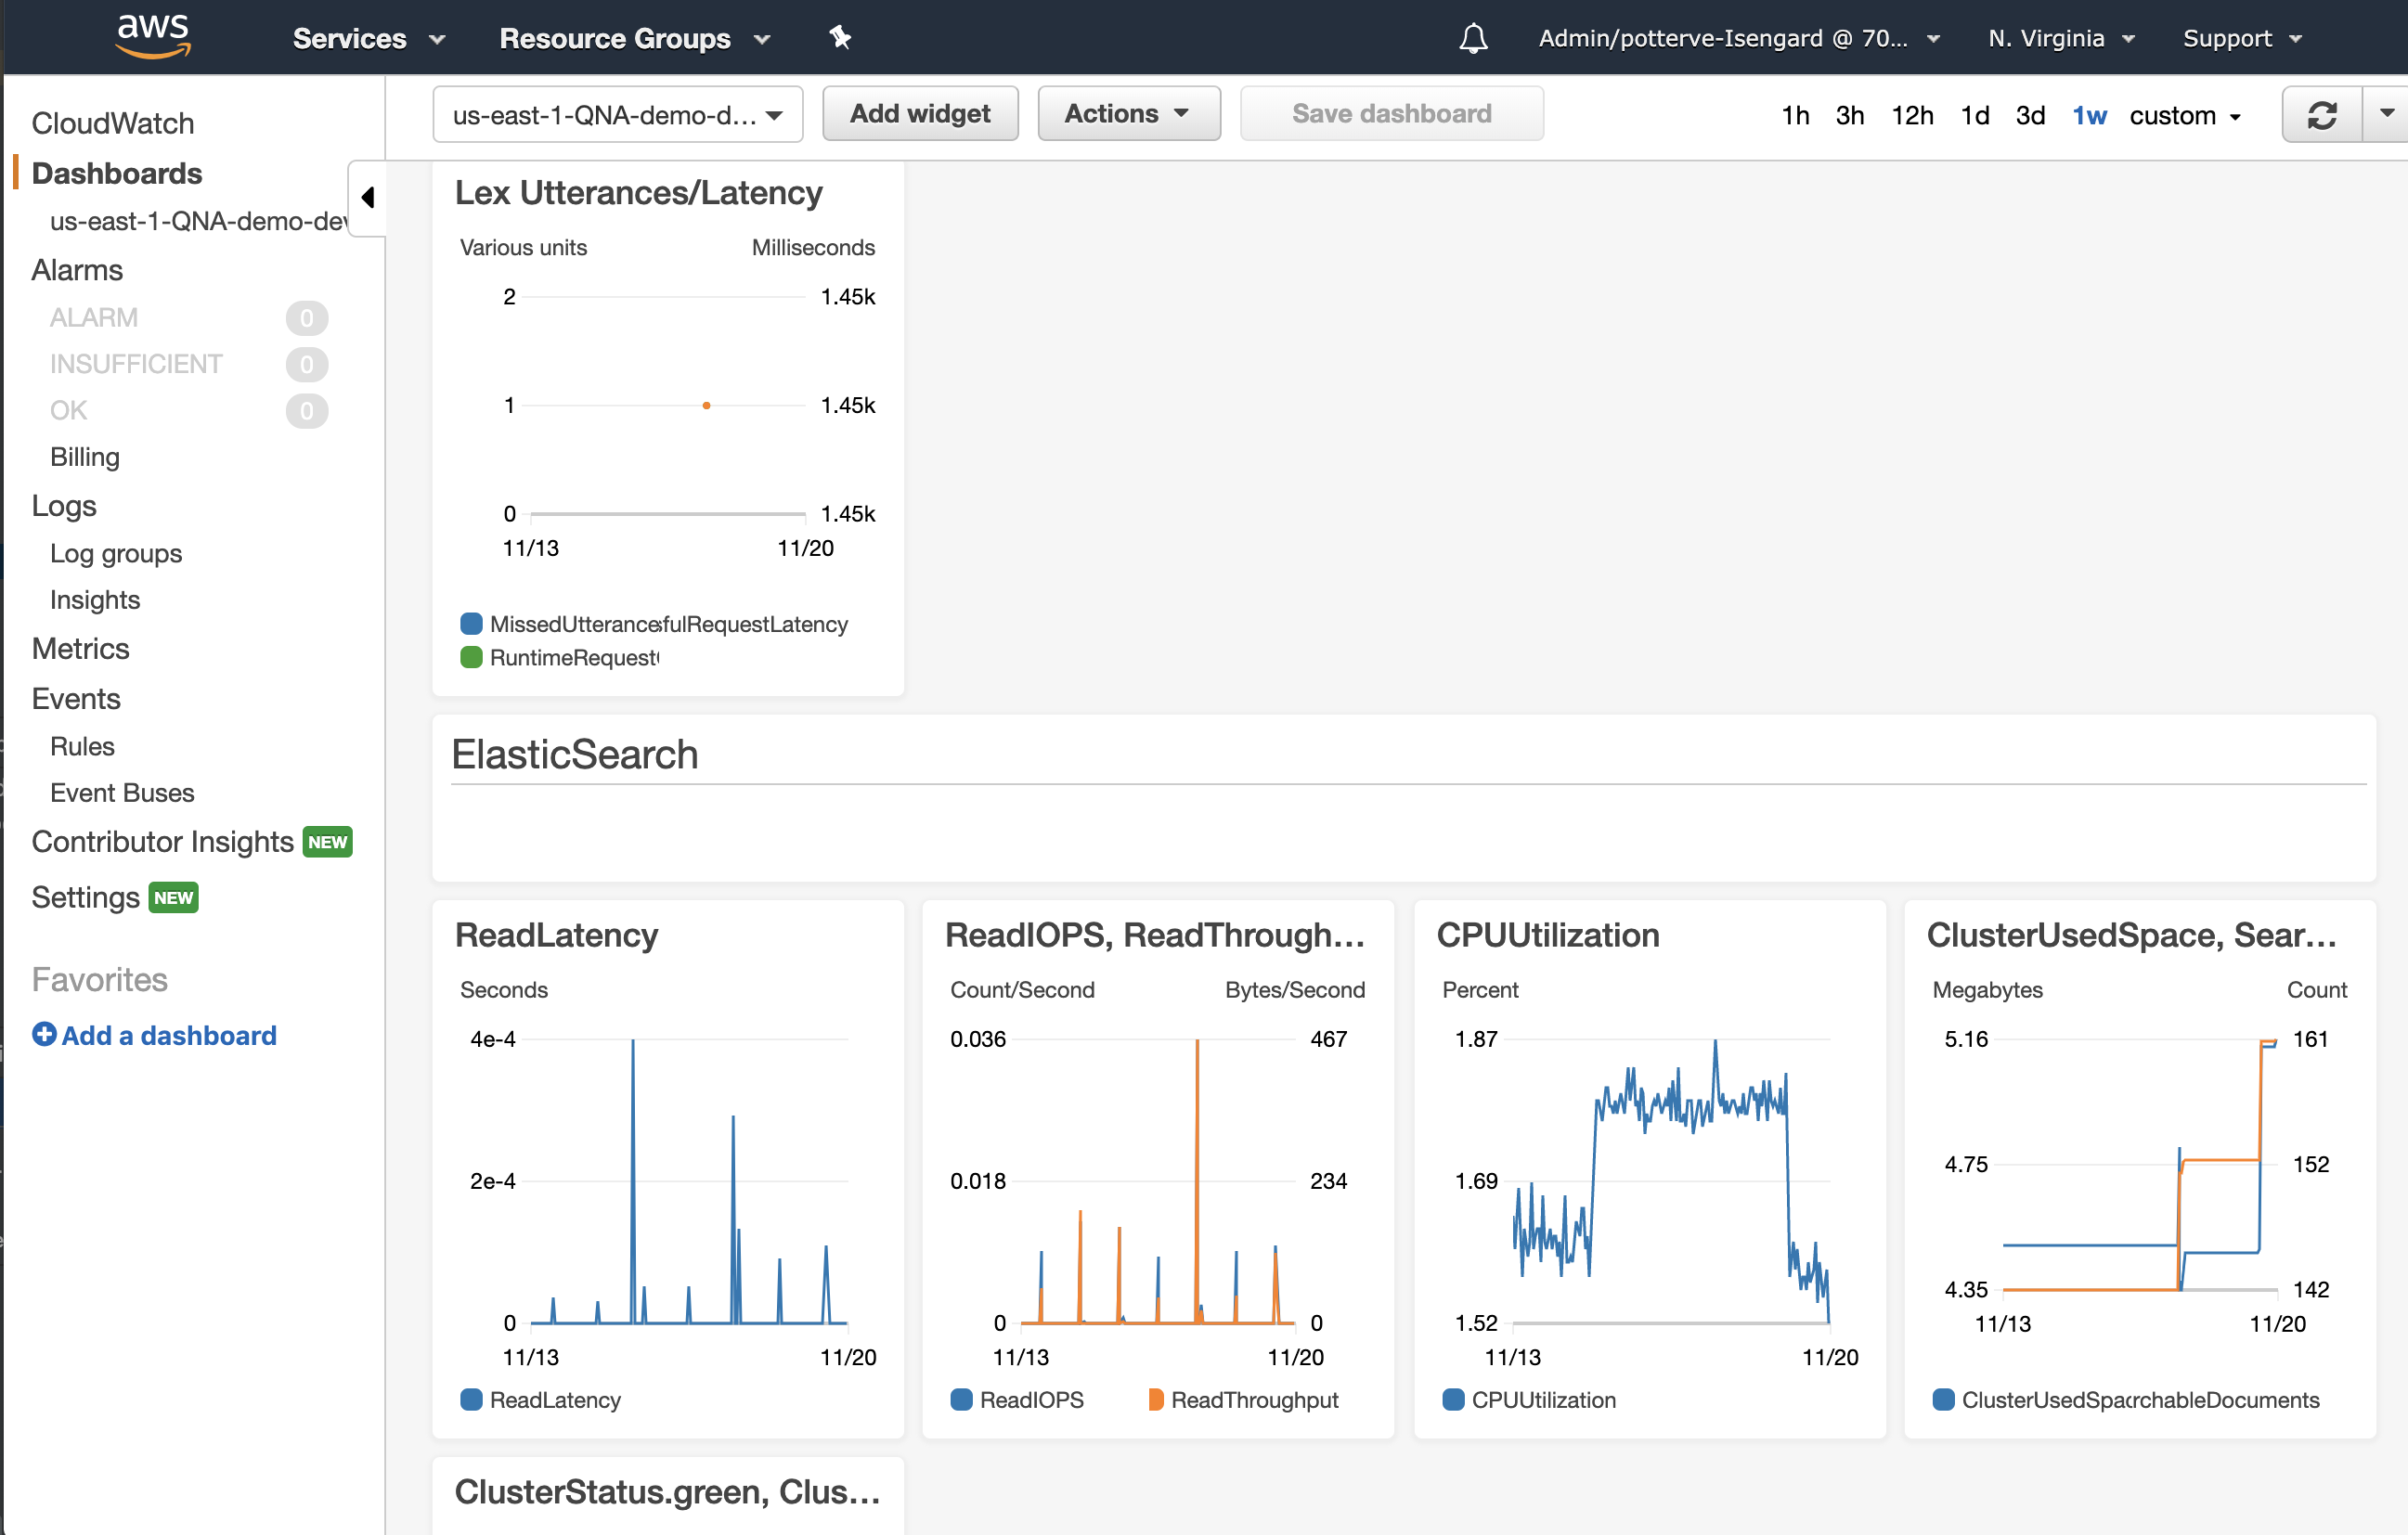 aws Services Resource Groups Admin/potterve-Isengard @ 70... N. Virginia Support
CloudWatch
Dashboards
us-east-1-QNA-demo-dev
Alarms
ALARM 0
INSUFFICIENT 0
OK 0
Billing
Logs
Log groups
Insights
Metrics
Events
Rules
Event Buses
Contributor Insights NEW
Settings NEW
Favorites
Add a dashboard
us-east-1-QNA-demo-d... Add widget Actions Save dashboard 1h 3h 12h 1d 3d 1w custom
Lex Utterances/Latency
Various units Milliseconds
2 1.45k
1 1.45k
0 1.45k
11/13 11/20
MissedUtterance sfulRequestLatency
RuntimeRequest
ElasticSearch
ReadLatency
Seconds
4e-4
2e-4
0
11/13 11/20
ReadLatency
ReadIOPS, ReadThrough...
Count/Second Bytes/Second
0.036 467
0.018 234
0 0
11/13 11/20
ReadIOPS ReadThroughput
CPUUtilization
Percent
1.87
1.69
1.52
11/13 11/20
CPUUtilization
ClusterUsedSpace, Sear...
Megabytes Count
5.16 161
4.75 152
4.35 142
11/13 11/20
ClusterUsedSpac rchableDocuments
ClusterStatus.green, Clus...